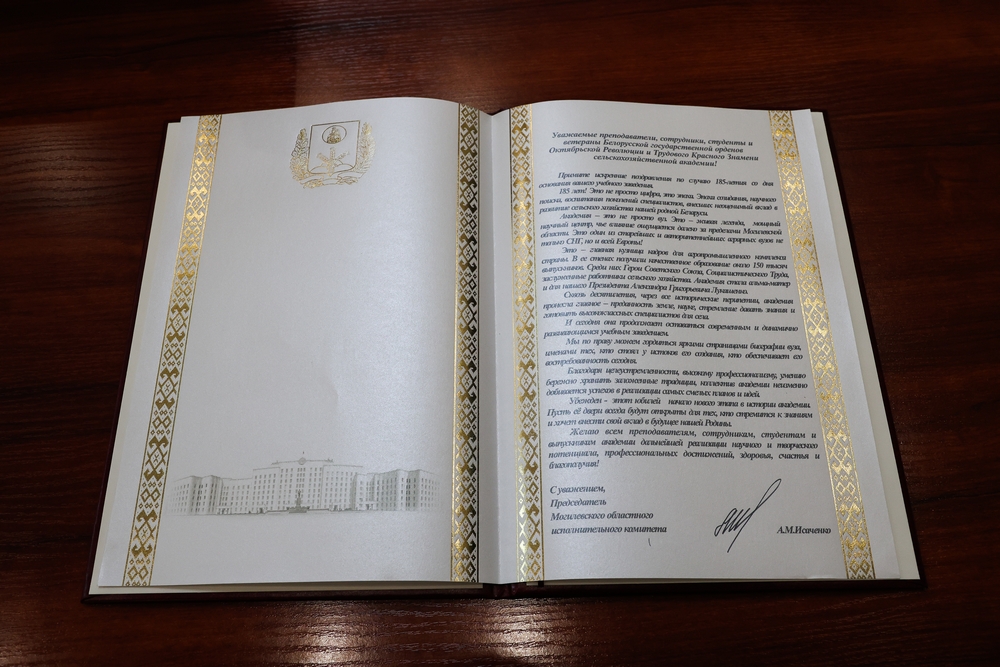 Уважаемые преподаватели, сотрудники, студенты и
ветераны Белорусской государственной орденов
Октябрьской Революции и Трудового Красного Знамени
сельскохозяйственной академии!
Примите искренние поздравления по случаю 185-летия со дня
основания вашего учебного заведения.
185 лет! Это не просто цифра, это эпоха. Эпоха созидания, научного
поиска, воспитания поколений специалистов, внесших неоценимый вклад в
развитие сельского хозяйства нашей родной Беларуси.
Академия – это не просто вуз. Это – живая легенда, мощный
научный центр, чье влияние ощущается далеко за пределами Могилевской
области. Это один из старейших и авторитетнейших аграрных вузов не
только СНГ, но и всей Европы!
Это – главная кузница кадров для агропромышленного комплекса
страны. В ее стенах получили качественное образование около 150 тысяч
выпускников. Среди них Герои Советского Союза, Социалистического Труда,
заслуженные работники сельского хозяйства. Академия стала альма-матер
и для нашего Президента Александра Григорьевича Лукашенко.
Сквозь десятилетия, через все исторические перипетии, академия
пронесла главное – преданность земле, науке, стремление давать знания и
готовить высококлассных специалистов для села.
И сегодня она продолжает оставаться современным и динамично
развивающимся учебным заведением.
Мы по праву можем гордиться яркими страницами биографии вуза,
именами тех, кто стоял у истоков его создания, кто обеспечивает его
востребованность сегодня.
Благодаря целеустремленности, высокому профессионализму, умению
бережно хранить заложенные традиции, коллектив академии неизменно
добивается успехов в реализации самых смелых планов и идей.
Убежден - этот юбилей начало нового этапа в истории академии.
Пусть её двери всегда будут открыты для тех, кто стремится к знаниям
и хочет внести свой вклад в будущее нашей Родины.
Желаю всем преподавателям, сотрудникам, студентам и
выпускникам академии дальнейшей реализации научного и творческого
потенциала, профессиональных достижений, здоровья, счастья и
благополучия!
С уважением,
Председатель
Могилевского областного
исполнительного комитета А.М.Исаченко